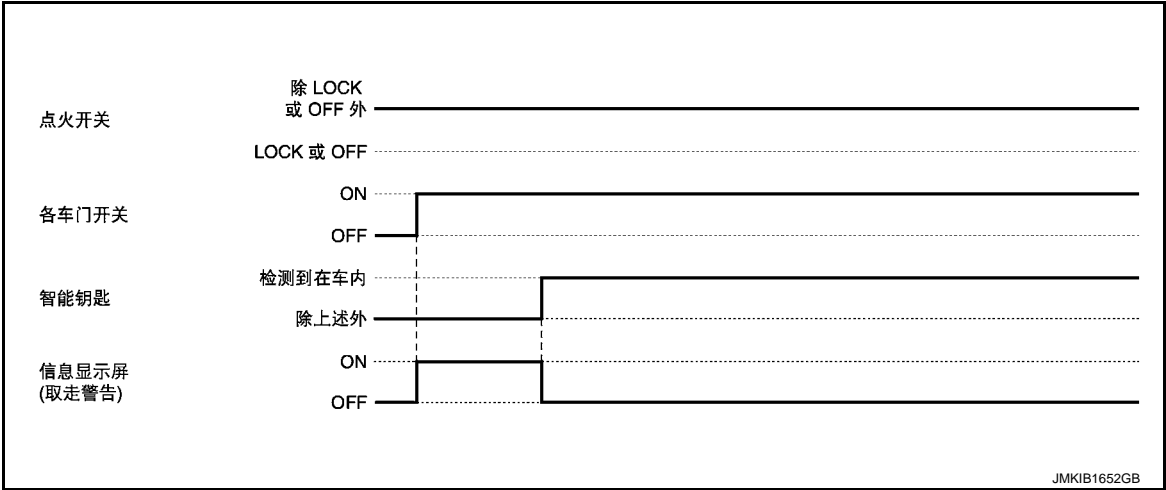 除 LOCK
或 OFF 外
点火开关
LOCK 或 OFF
ON
各车门开关
OFF
检测到在车内
智能钥匙
除上述外
ON
信息显示屏
(取走警告)
OFF
JMKIB1652GB